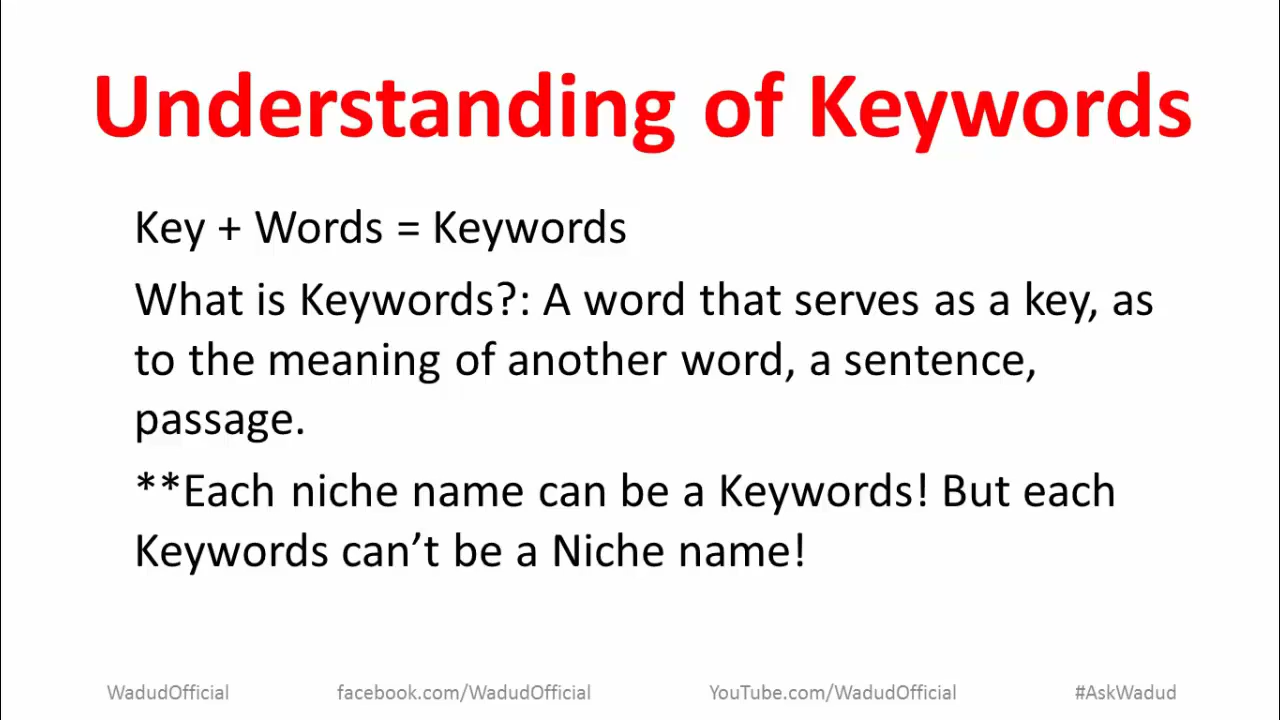 Understanding of Keywords
Key + Words = Keywords
What is Keywords?: A word that serves as a key, as
to the meaning of another word, a sentence,
passage.
**Each niche name can be a Keywords! But each
Keywords can’t be a Niche name!
WadudOfficial facebook.com/WadudOfficial YouTube.com/WadudOfficial #AskWadud